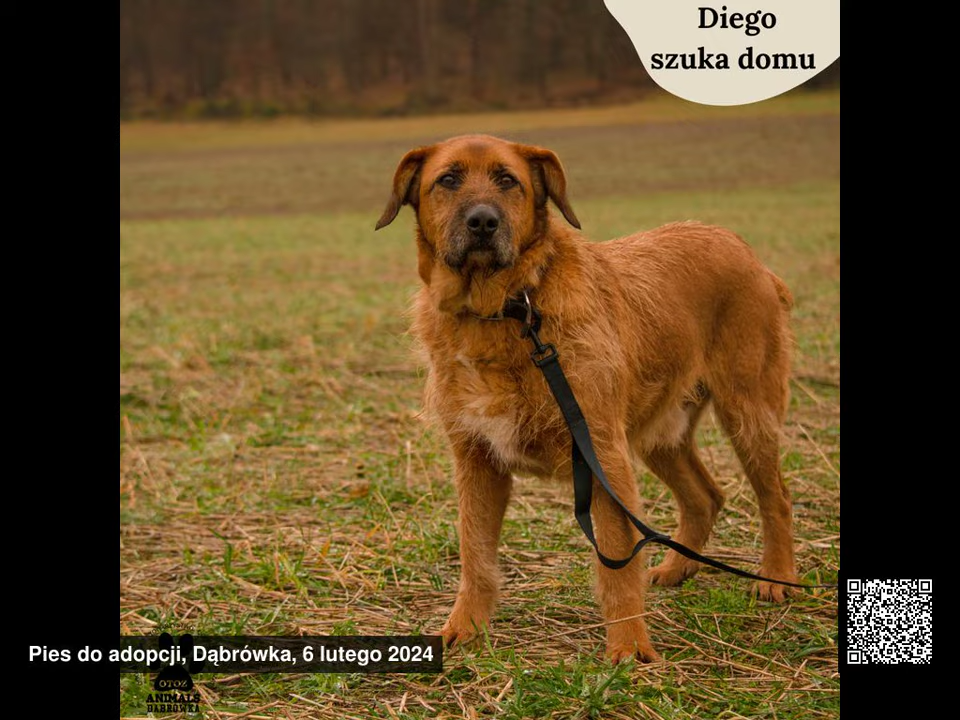 Diego
szuka domu
Pies do adopcji, Dąbrówka, 6 lutego 2024
OTOZ
ANIMALS
DĄBRÓWKA